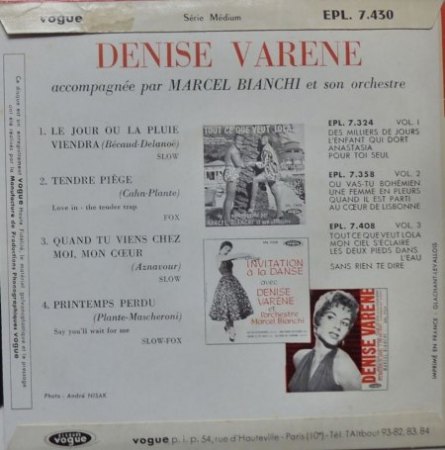 vogue Série Médium EPL. 7.430
DENISE VARENE
accompagnée par MARCEL BIANCHI et son orchestre
1. LE JOUR OU LA PLUIE
VIENDRA (Bécaud-Delanoë)
SLOW
2. TENDRE PIÈGE
(Cahn-Plante)
Love in - the tender trap
FOX
3. QUAND TU VIENS CHEZ
MOI, MON CŒUR
(Aznavour)
SLOW
4. PRINTEMPS PERDU
(Plante-Mascheroni)
Say you'll wait for me
SLOW-FOX
TOUT CE QUE VEUT LOLA
INVITATION
à la DANSE
avec
DENISE
VARENE
et
l'orchestre
Marcel Bianchi
EPL. 7.324 VOL. 1
DES MILLIERS DE JOURS
L'ENFANT QUI DORT
ANASTASIA
POUR TOI SEUL
EPL. 7.358 VOL. 2
OU VAS-TU BOHEMIEN
UNE FEMME EN PLEURS
QUAND IL EST PARTI
AU CŒUR DE LISBONNE
EPL. 7.408 VOL. 3
TOUT CE QUE VEUT LOLA
MON CIEL S'ECLAIRE
LES DEUX PIEDS DANS
L'EAU
SANS RIEN TE DIRE
DENISE VARENE
Photo - André NISAK
IMPRIMÉ EN FRANCE - DILLARD
vogue
vogue p. i. p. 54, rue d'Hauteville - Paris (10e) - Tél. TAItbout 93-82, 83, 84